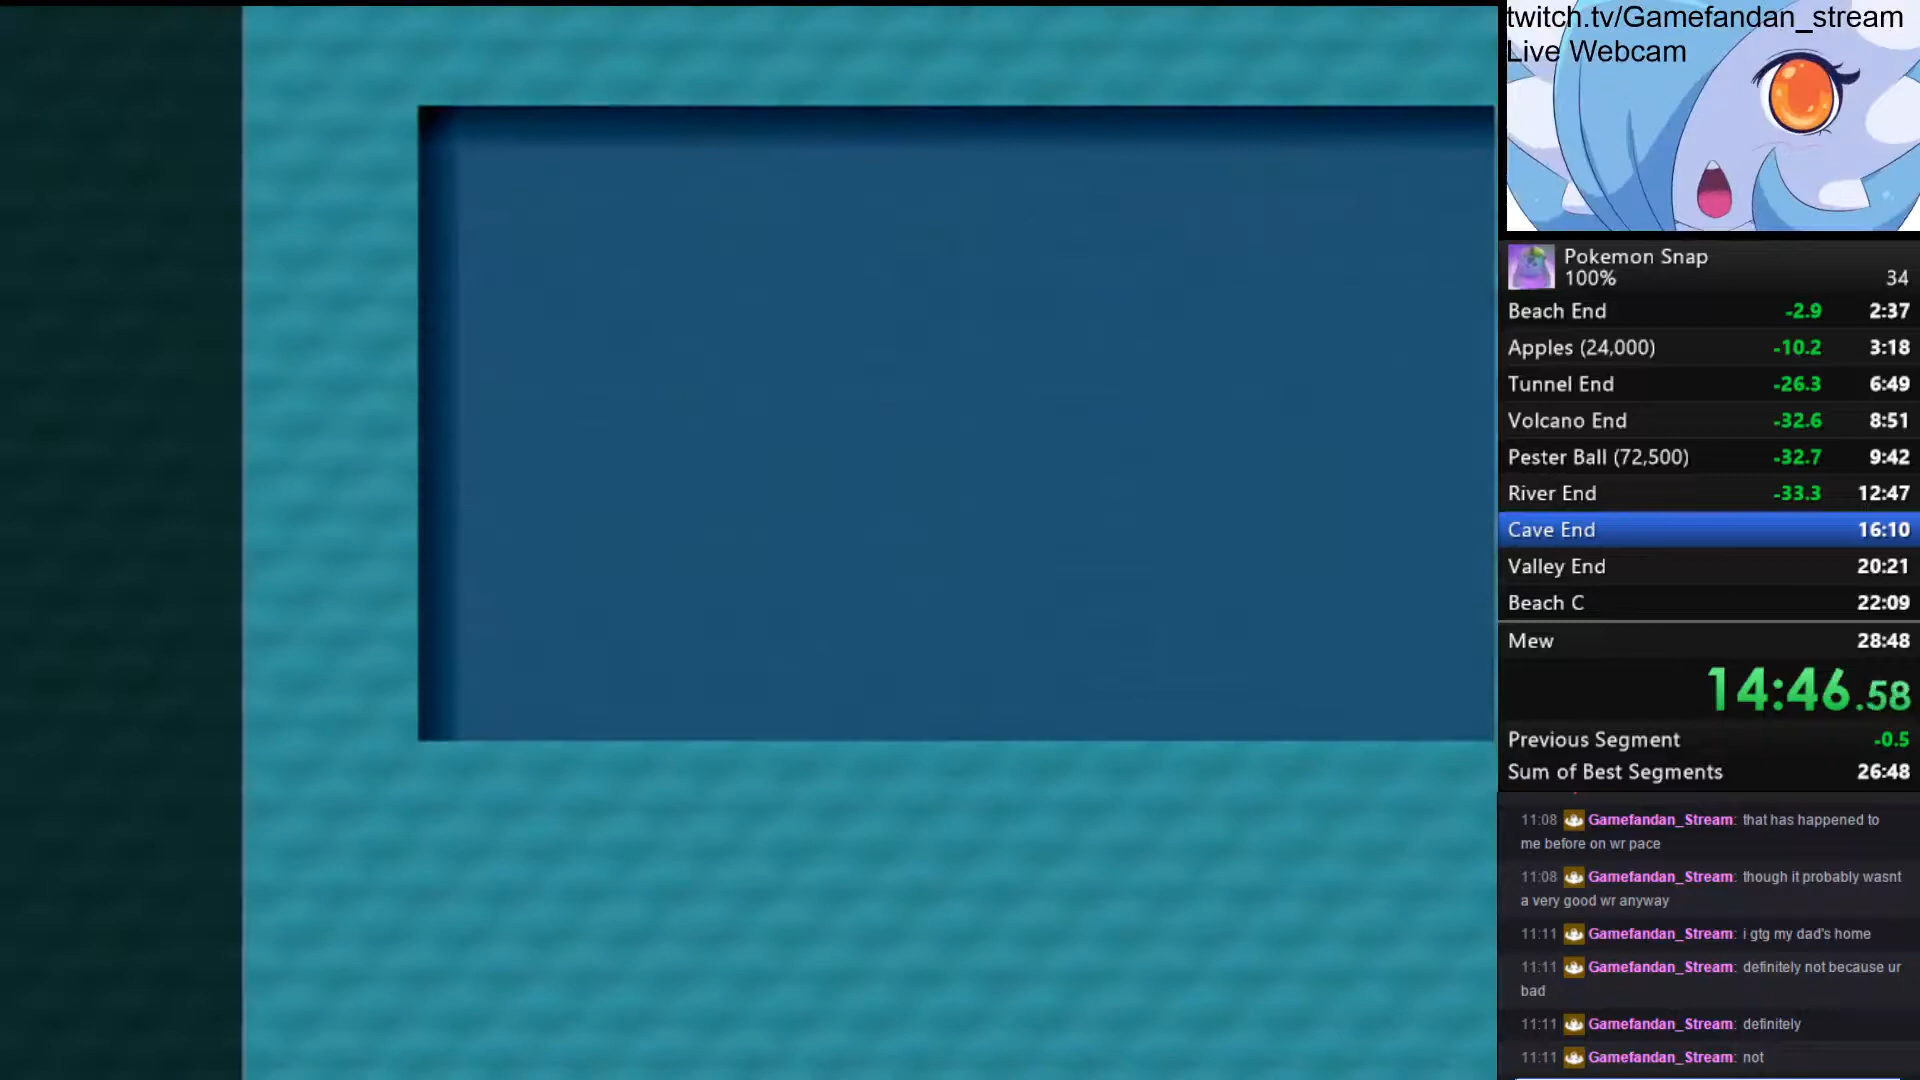 twitch.tv/Gamefandan_stream
Live Webcam
Pokemon Snap
100% 34
Beach End -2.9 2:37
Apples (24,000) -10.2 3:18
Tunnel End -26.3 6:49
Volcano End -32.6 8:51
Pester Ball (72,500) -32.7 9:42
River End -33.3 12:47
Cave End 16:10
Valley End 20:21
Beach C 22:09
Mew 28:48
14:46.58
Previous Segment -0.5
Sum of Best Segments 26:48
11:08 Gamefandan_Stream: that has happened to
me before on wr pace
11:08 Gamefandan_Stream: though it probably wasnt
a very good wr anyway
11:11 Gamefandan_Stream: i gtg my dad's home
11:11 Gamefandan_Stream: definitely not because ur
bad
11:11 Gamefandan_Stream: definitely
11:11 Gamefandan_Stream: not